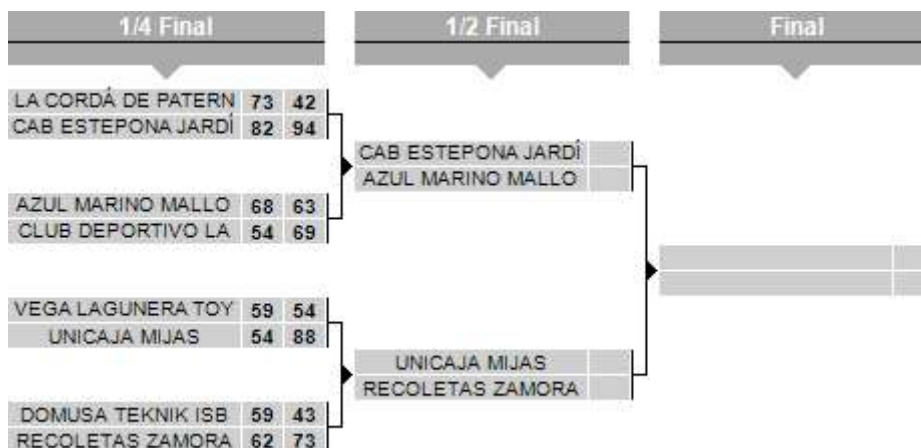 1/4 Final 1/2 Final Final
LA CORDÁ DE PATERN 73 42
CAB ESTEPONA JARDÍ 82 94
CAB ESTEPONA JARDÍ
AZUL MARINO MALLO
AZUL MARINO MALLO 68 63
CLUB DEPORTIVO LA 54 69
VEGA LAGUNERA TOY 59 54
UNICAJA MIJAS 54 88
UNICAJA MIJAS
RECOLETAS ZAMORA
DOMUSA TEKNIK ISB 59 43
RECOLETAS ZAMORA 62 73